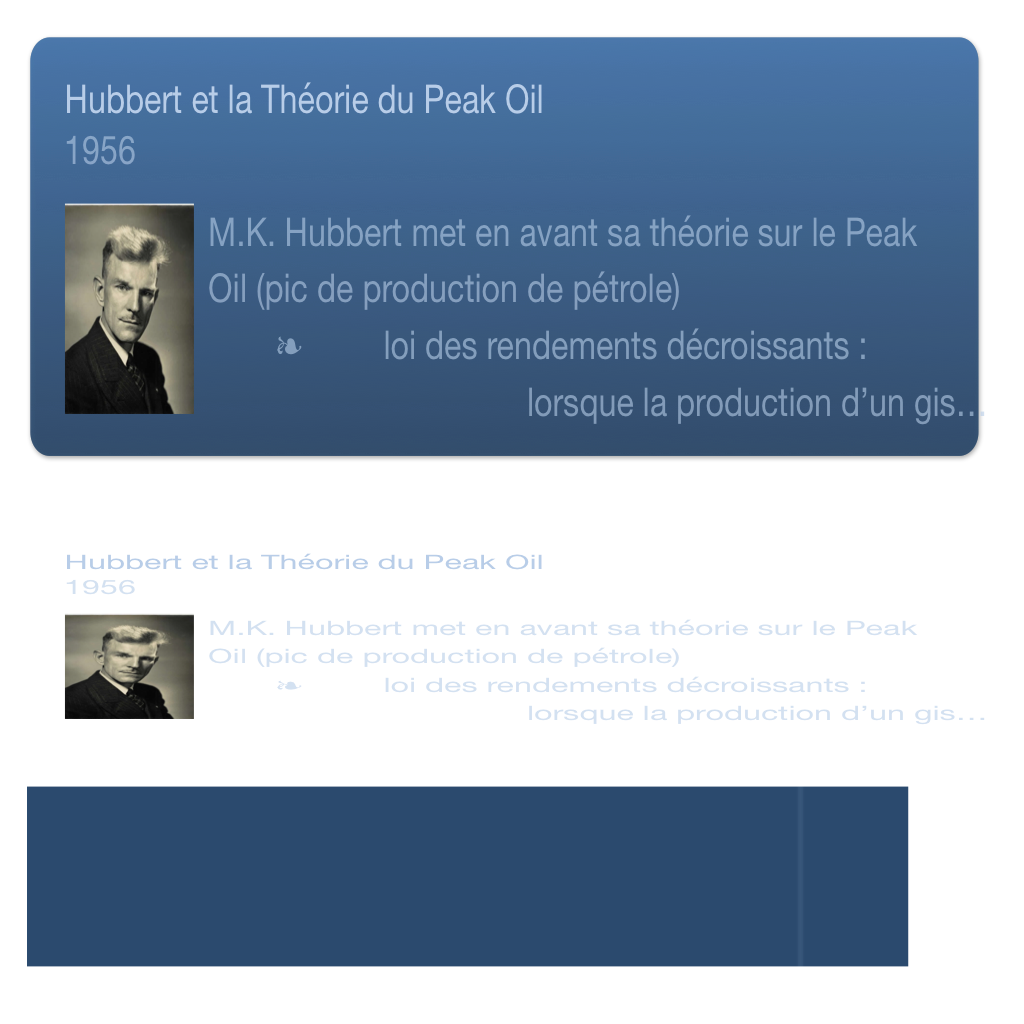 Hubbert et la Théorie du Peak Oil
1956
M.K. Hubbert met en avant sa théorie sur le Peak
Oil (pic de production de pétrole)
❧ loi des rendements décroissants :
lorsque la production d’un gis…
Hubbert et la Théorie du Peak Oil
1956
M.K. Hubbert met en avant sa théorie sur le Peak
Oil (pic de production de pétrole)
❧ loi des rendements décroissants :
lorsque la production d’un gis…